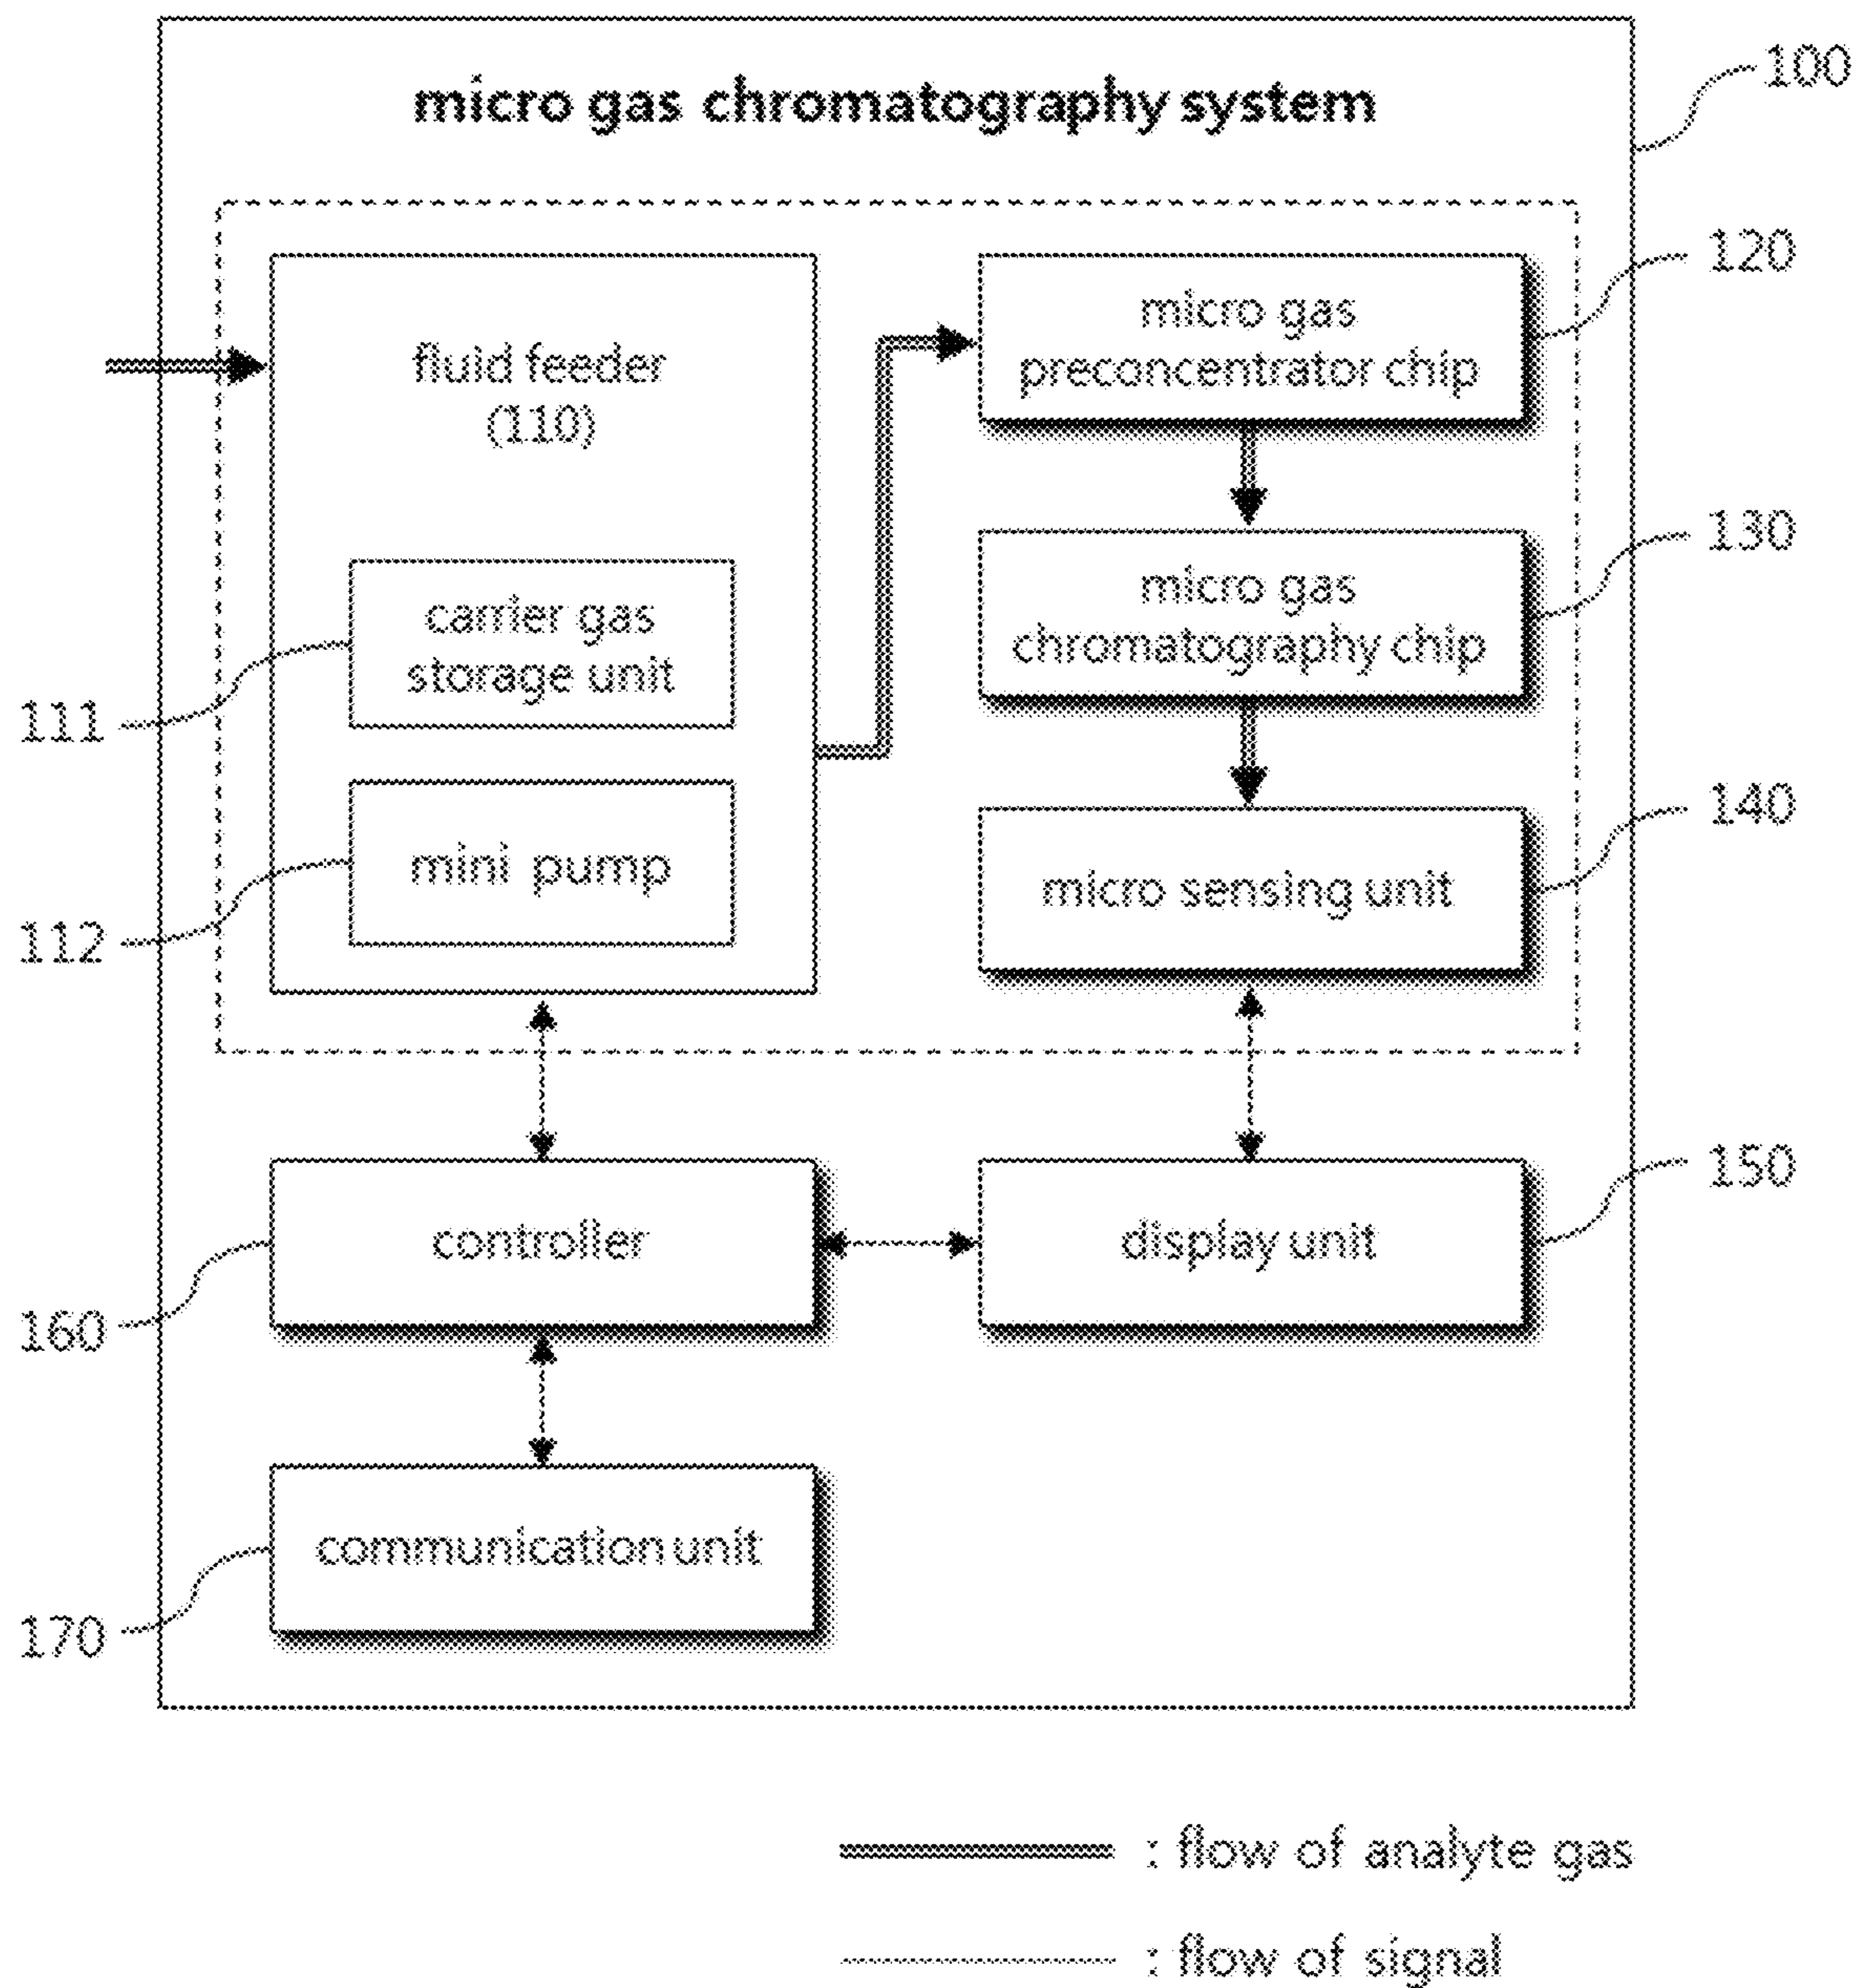 100
micro gas chromatography system
120
micro gas
preconcentrator chip
fluid feeder
(110)
130
micro gas
chromatography chip
carrier gas
storage unit
111
140
mini pump
micro sensing unit
112
150
controller
display unit
160
communication unit
170
: flow of analyte gas
: flow of signal